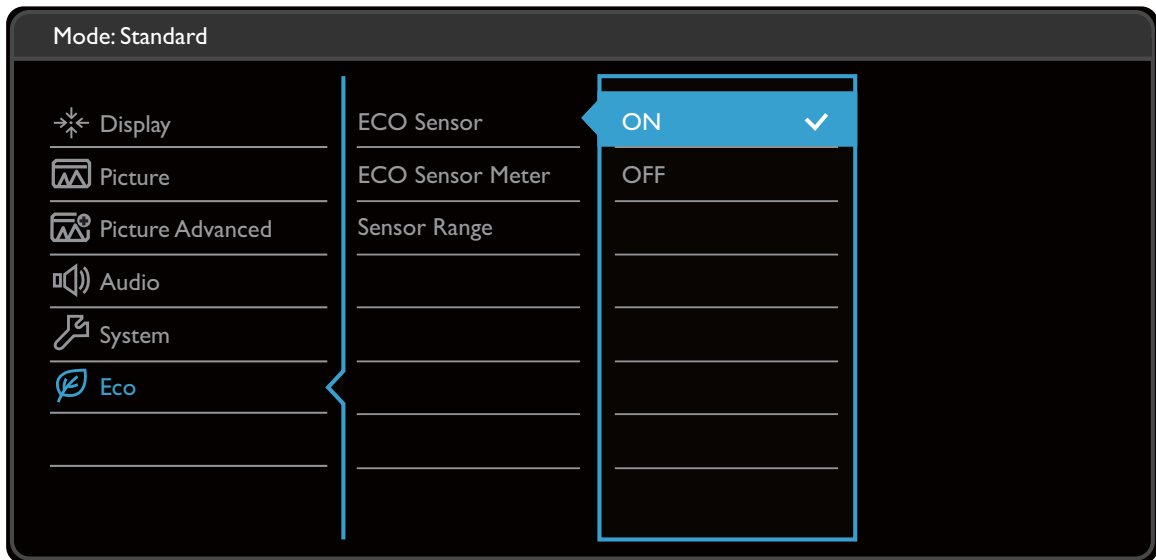 Mode: Standard
Display
Picture
Picture Advanced
Audio
System
Eco
ECO Sensor
ECO Sensor Meter
Sensor Range
ON
OFF